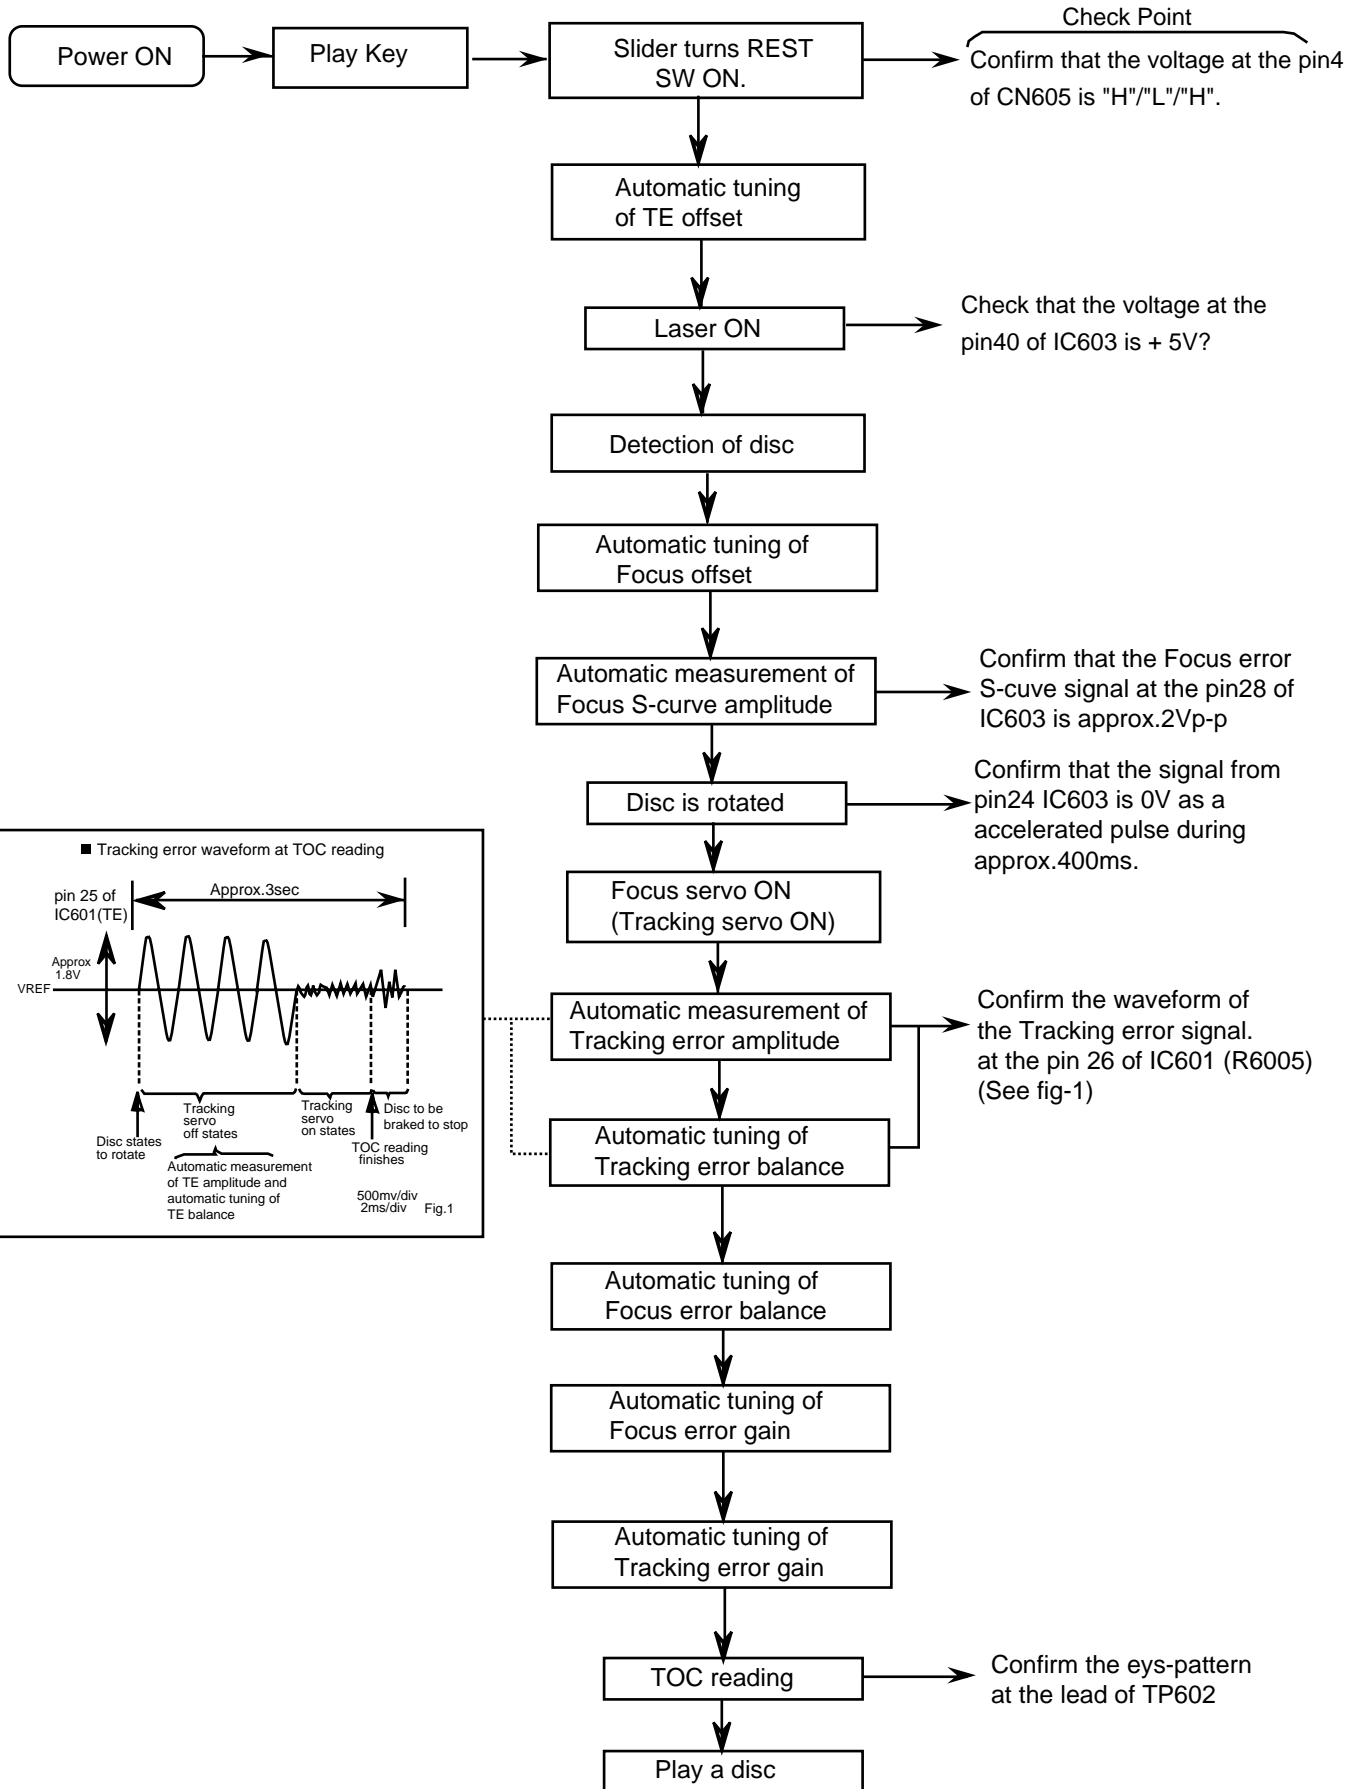 Check Point
Power ON
Play Key
Slider turns REST
SW ON.
Confirm that the voltage at the pin4
of CN605 is "H"/"L"/"H".
Automatic tuning
of TE offset
Laser ON
Check that the voltage at the
pin40 of IC603 is + 5V?
Detection of disc
Automatic tuning of
Focus offset
Automatic measurement of
Focus S-curve amplitude
Confirm that the Focus error
S-cuve signal at the pin28 of
IC603 is approx.2Vp-p
Disc is rotated
Confirm that the signal from
pin24 IC603 is 0V as a
accelerated pulse during
approx.400ms.
Focus servo ON
(Tracking servo ON)
■ Tracking error waveform at TOC reading
pin 25 of
IC601(TE)
Approx.3sec
Approx
1.8V
VREF
Disc states
to rotate
Tracking
servo
off states
Tracking
servo
on states
Disc to be
braked to stop
TOC reading
finishes
Automatic measurement
of TE amplitude and
automatic tuning of
TE balance
500mv/div
2ms/div
Fig.1
Automatic measurement of
Tracking error amplitude
Confirm the waveform of
the Tracking error signal.
at the pin 26 of IC601 (R6005)
(See fig-1)
Automatic tuning of
Tracking error balance
Automatic tuning of
Focus error balance
Automatic tuning of
Focus error gain
Automatic tuning of
Tracking error gain
TOC reading
Confirm the eys-pattern
at the lead of TP602
Play a disc